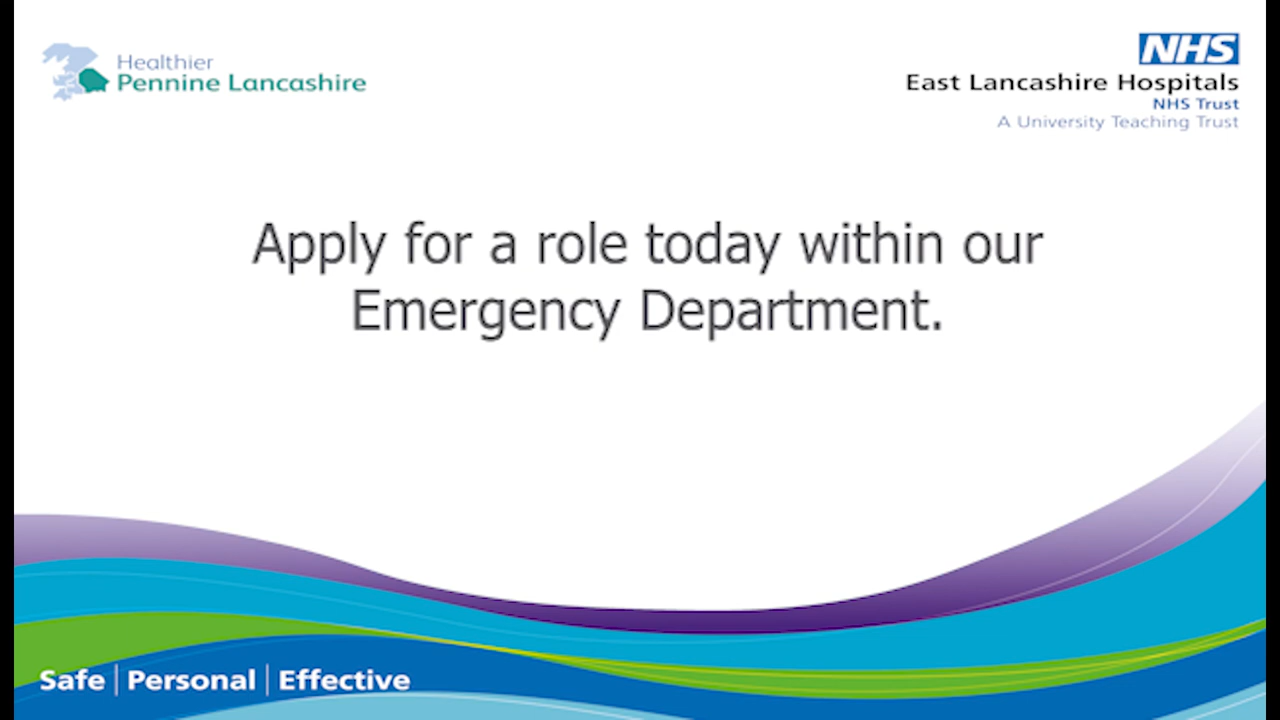 Healthier
Pennine Lancashire
NHS
East Lancashire Hospitals
NHS Trust
A University Teaching Trust
Apply for a role today within our
Emergency Department.
Safe | Personal | Effective